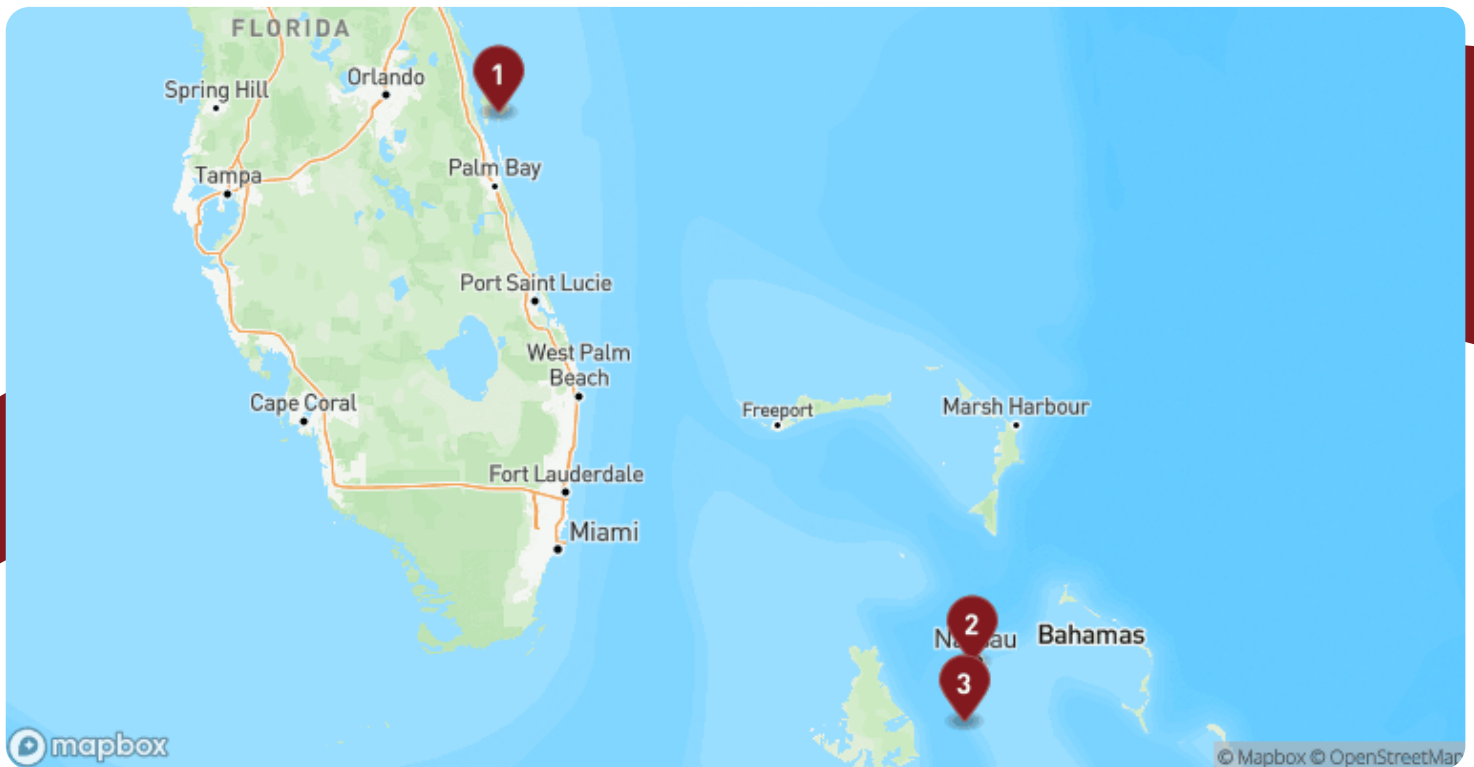 FLORIDA
1
Orlando
Spring Hill
Palm Bay
Tampa
Port Saint Lucie
West Palm
Beach
Cape Coral
Freeport
Marsh Harbour
Fort Lauderdale
Miami
2
Bahamas
3
mapbox
© Mapbox © OpenStreetMap